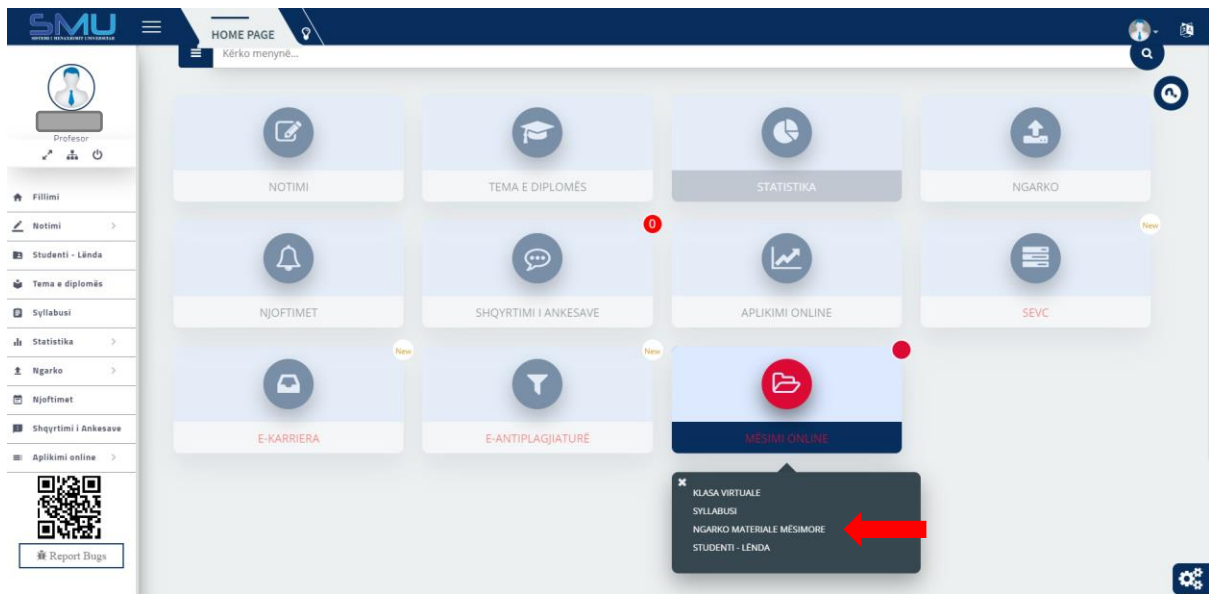 SMU
HOME PAGE
Kërko menynë...
Profesor
Fillimi
Notimi
Studenti - Lënda
Tema e diplomës
Syllabusi
Statistika
Ngarko
Njoftimet
Shqyrtimi i Ankesave
Aplikimi online
Report Bugs
NOTIMI
TEMA E DIPLOMËS
STATISTIKA
NGARKO
0
New
NJOFTIMET
SHQYRTIMI I ANKESAVE
APLIKIMI ONLINE
SEVC
New
New
E-KARRIERA
E-ANTIPLAGJIATURË
MËSIMI ONLINE
KLASA VIRTUALE
SYLLABUSI
NGARKO MATERIALE MËSIMORE
STUDENTI - LËNDA